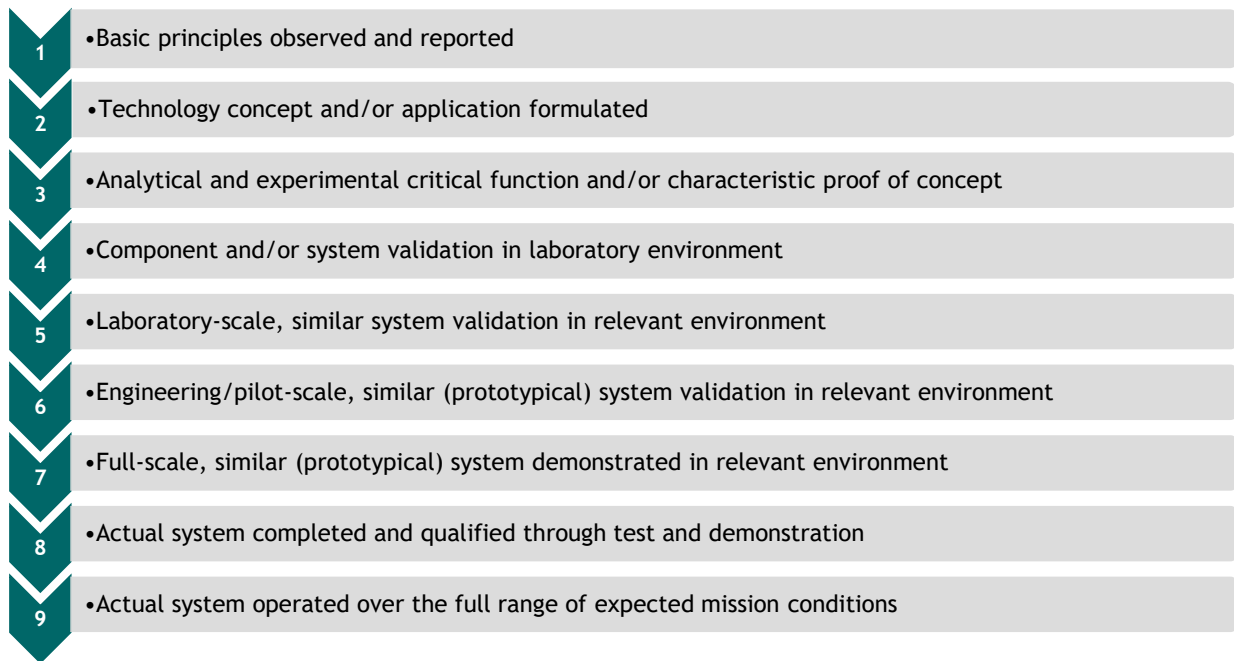 1 •Basic principles observed and reported
2 •Technology concept and/or application formulated
3 •Analytical and experimental critical function and/or characteristic proof of concept
4 •Component and/or system validation in laboratory environment
5 •Laboratory-scale, similar system validation in relevant environment
6 •Engineering/pilot-scale, similar (prototypical) system validation in relevant environment
7 •Full-scale, similar (prototypical) system demonstrated in relevant environment
8 •Actual system completed and qualified through test and demonstration
9 •Actual system operated over the full range of expected mission conditions